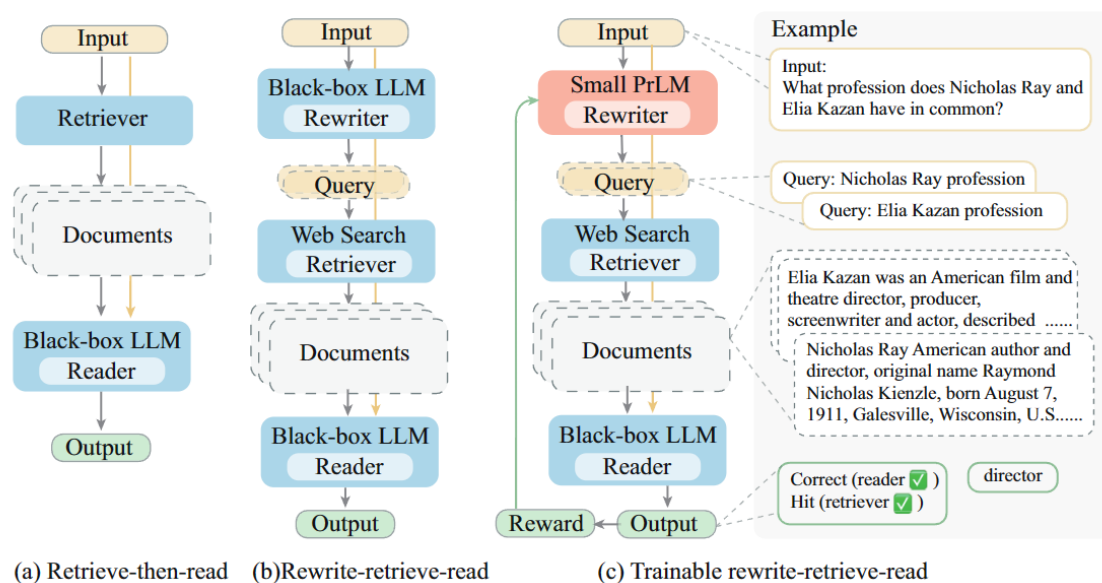 Input
Retriever
Documents
Black-box LLM
Reader
Output
(a) Retrieve-then-read
Input
Black-box LLM
Rewriter
Query
Web Search
Retriever
Documents
Black-box LLM
Reader
Output
(b)Rewrite-retrieve-read
Input
Small PrLM
Rewriter
Query
Web Search
Retriever
Documents
Black-box LLM
Reader
Reward
Output
(c) Trainable rewrite-retrieve-read
Example
Input:
What profession does Nicholas Ray and
Elia Kazan have in common?
Query: Nicholas Ray profession
Query: Elia Kazan profession
Elia Kazan was an American film and
theatre director, producer,
screenwriter and actor, described ......
Nicholas Ray American author and
director, original name Raymond
Nicholas Kienzle, born August 7,
1911, Galesville, Wisconsin, U.S......
Correct (reader ✅ )
Hit (retriever ✅ )
director